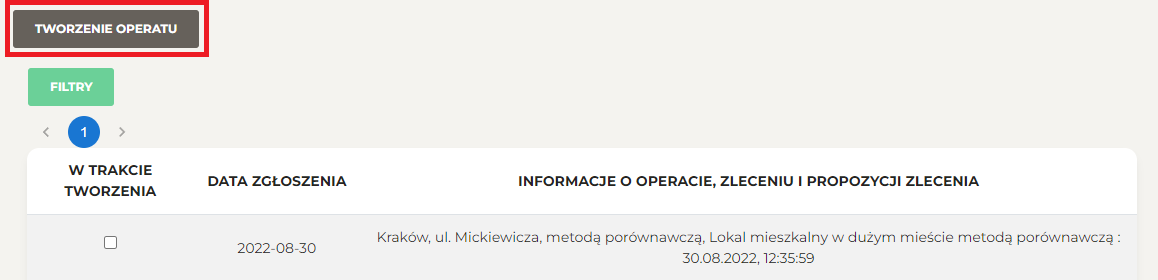 TWORZENIE OPERATU
FILTRY
1
W TRAKCIE
TWORZENIA
DATA ZGŁOSZENIA
INFORMACJE O OPERACIE, ZLECENIU I PROPOZYCJI ZLECENIA
2022-08-30
Kraków, ul. Mickiewicza, metodą porównawczą, Lokal mieszkalny w dużym mieście metodą porównawczą :
30.08.2022, 12:35:59